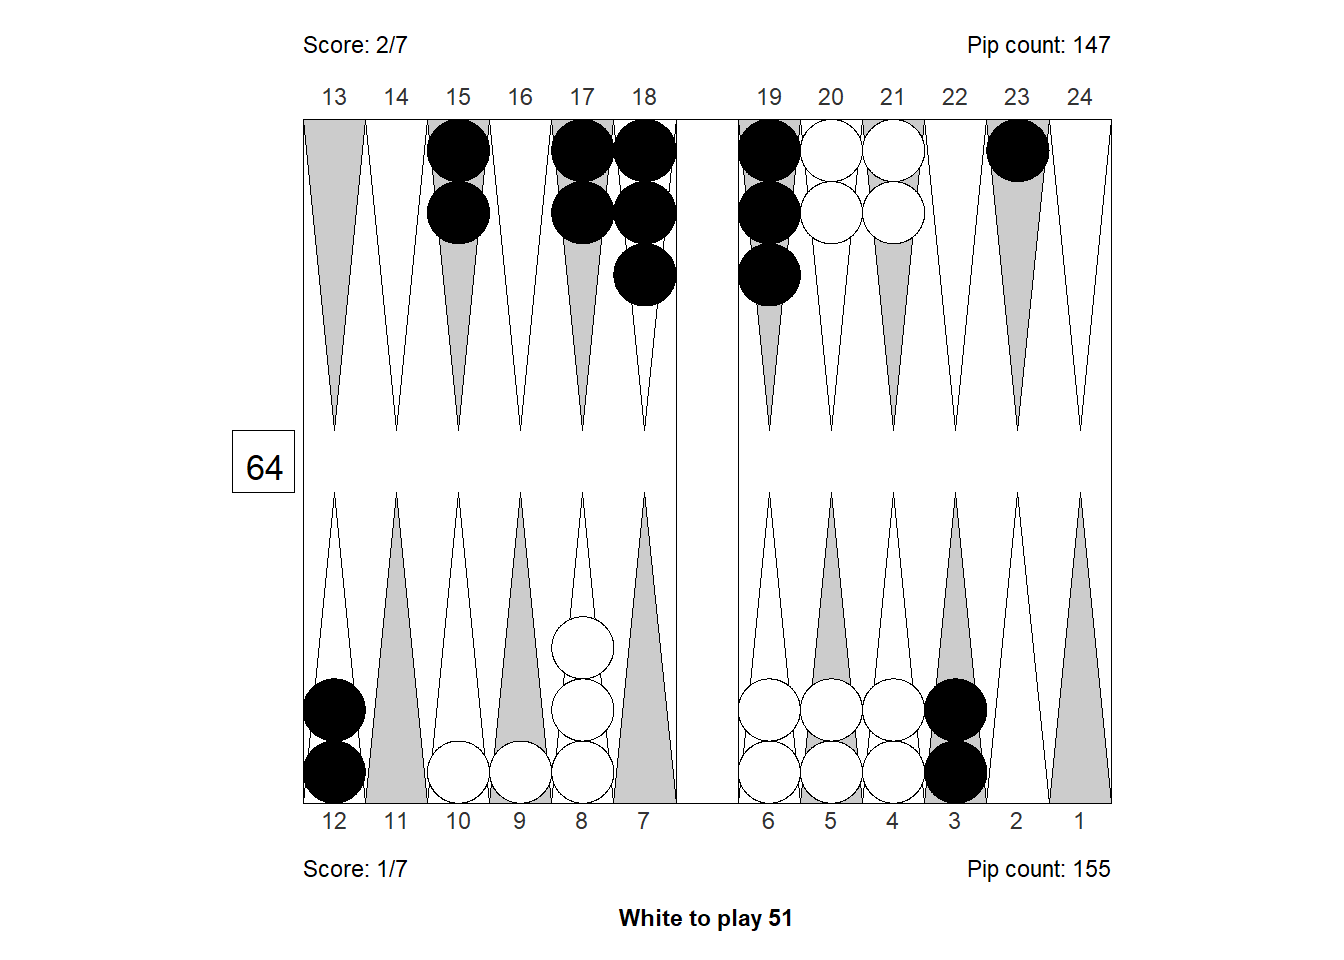 Score: 2/7 Pip count: 147
13 14 15 16 17 18 19 20 21 22 23 24
64
12 11 10 9 8 7 6 5 4 3 2 1
Score: 1/7 Pip count: 155
White to play 51